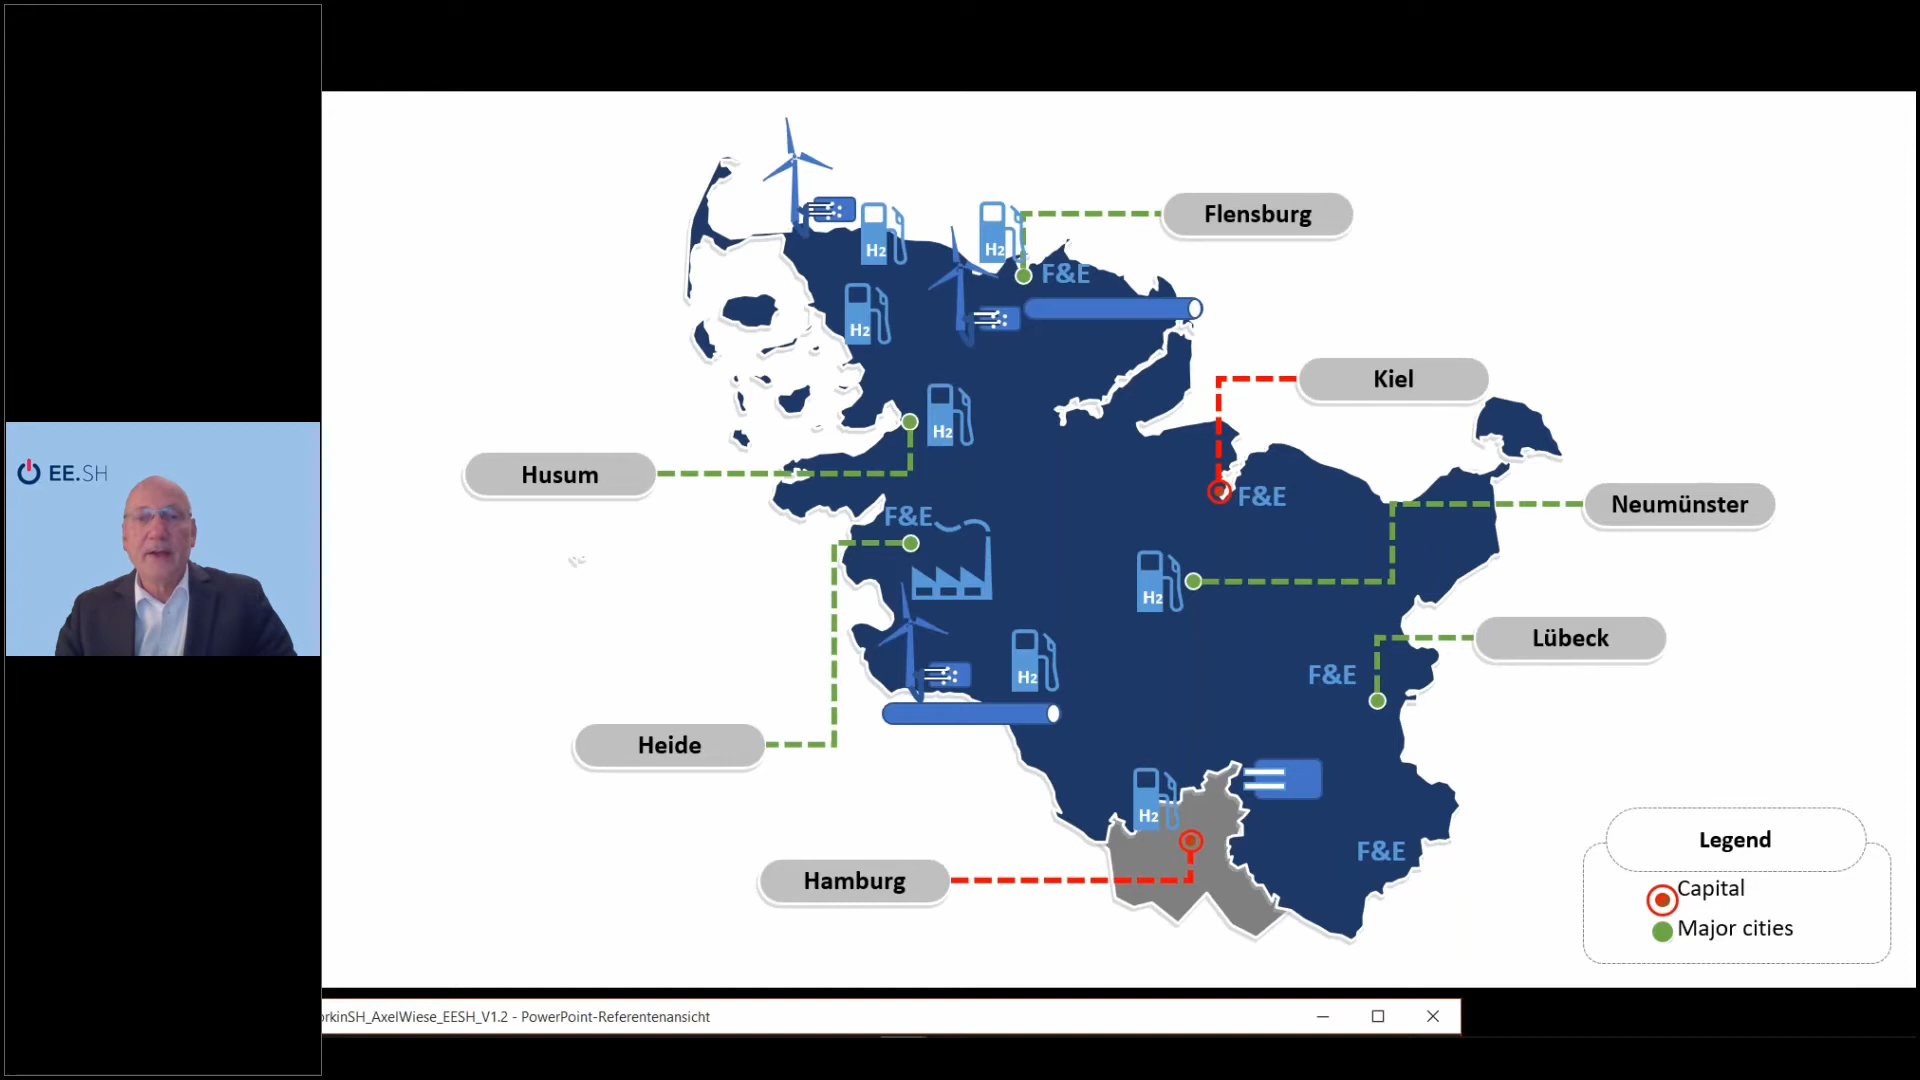 EE.SH
Flensburg
H2
H2
F&E
H2
Kiel
H2
Husum
F&E
Neumünster
F&E
H2
Lübeck
H2
F&E
Heide
H2
Legend
F&E
Hamburg
Capital
Major cities
orkinSH_AxelWiese_EESH_V1.2 - PowerPoint-Referentenansicht